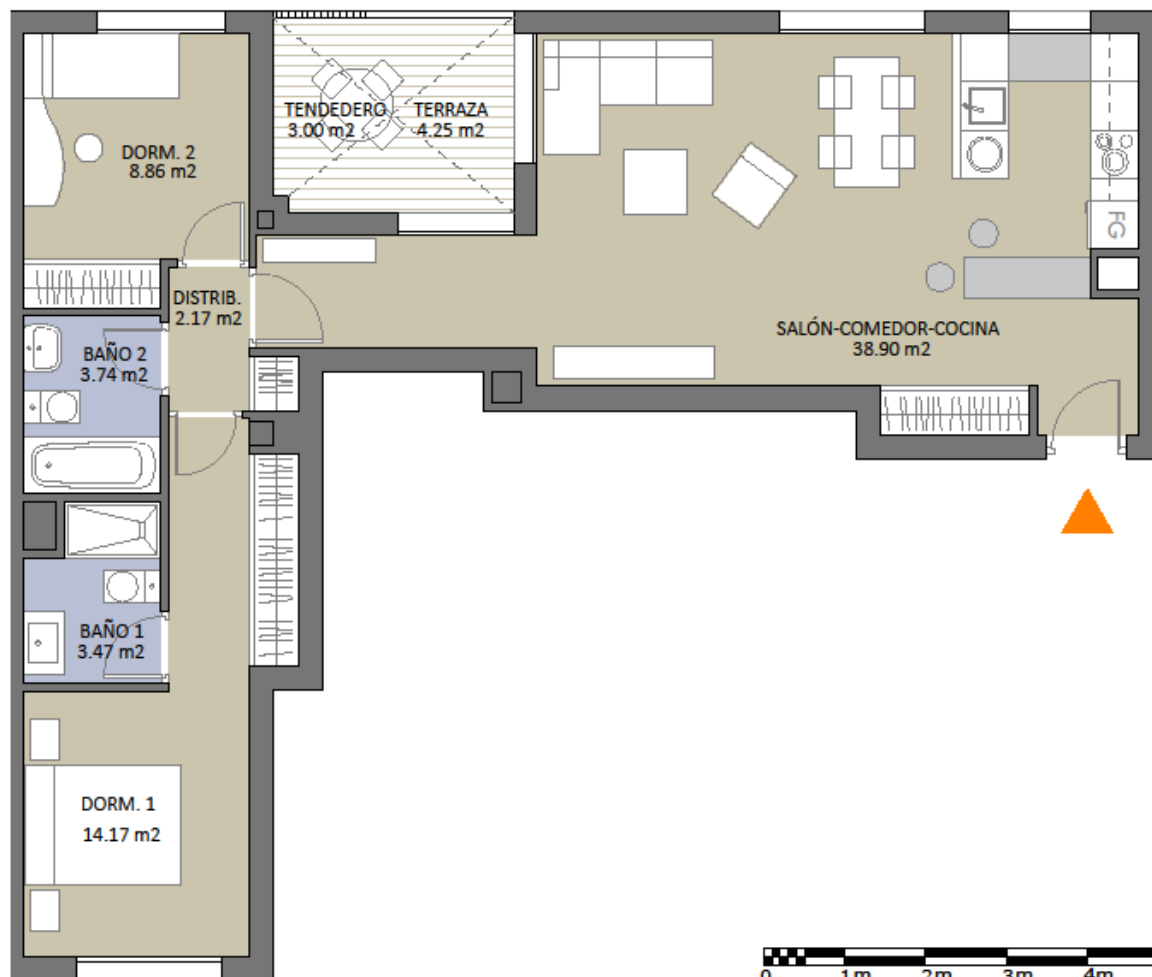 TENDEDERO
3.00 m2
TERRAZA
4.25 m2
DORM. 2
8.86 m2
FG
DISTRIB.
2.17 m2
SALÓN-COMEDOR-COCINA
38.90 m2
BAÑO 2
3.74 m2
BAÑO 1
3.47 m2
DORM. 1
14.17 m2
0 1m 2m 3m 4m